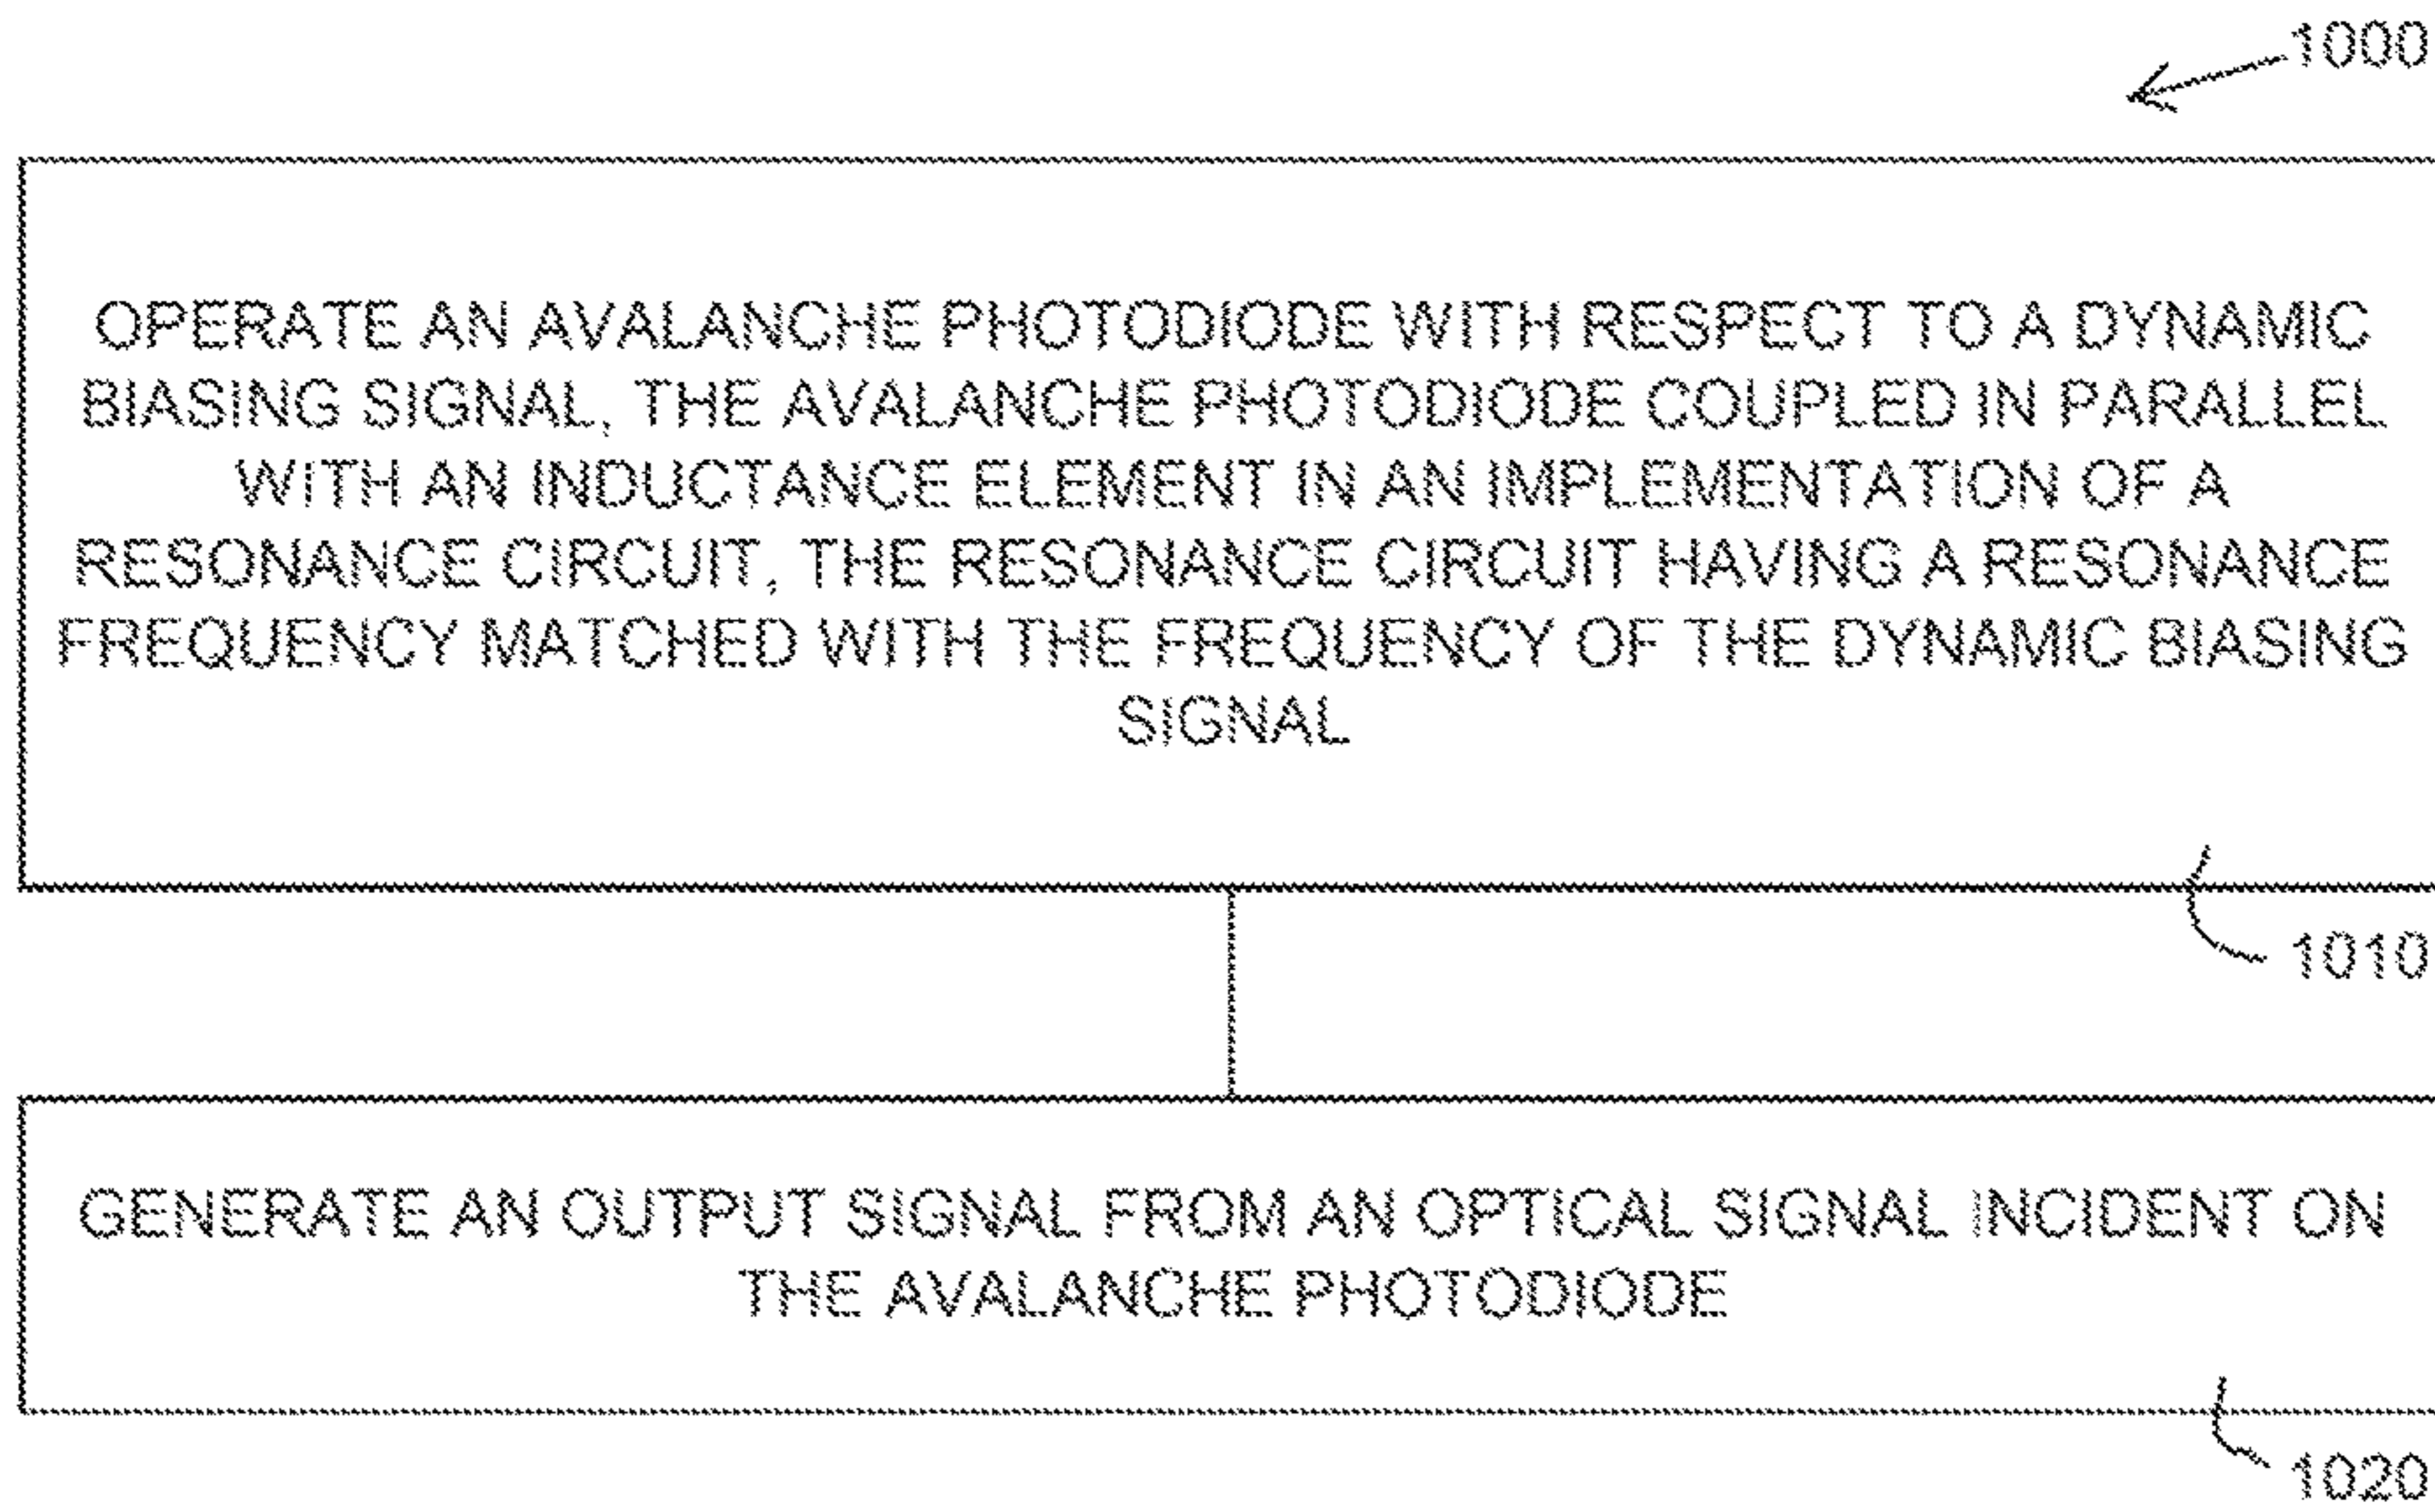 1000
OPERATE AN AVALANCHE PHOTODIODE WITH RESPECT TO A DYNAMIC
BIASING SIGNAL, THE AVALANCHE PHOTODIODE COUPLED IN PARALLEL
WITH AN INDUCTANCE ELEMENT IN AN IMPLEMENTATION OF A
RESONANCE CIRCUIT, THE RESONANCE CIRCUIT HAVING A RESONANCE
FREQUENCY MATCHED WITH THE FREQUENCY OF THE DYNAMIC BIASING
SIGNAL
1010
GENERATE AN OUTPUT SIGNAL FROM AN OPTICAL SIGNAL INCIDENT ON
THE AVALANCHE PHOTODIODE
1020